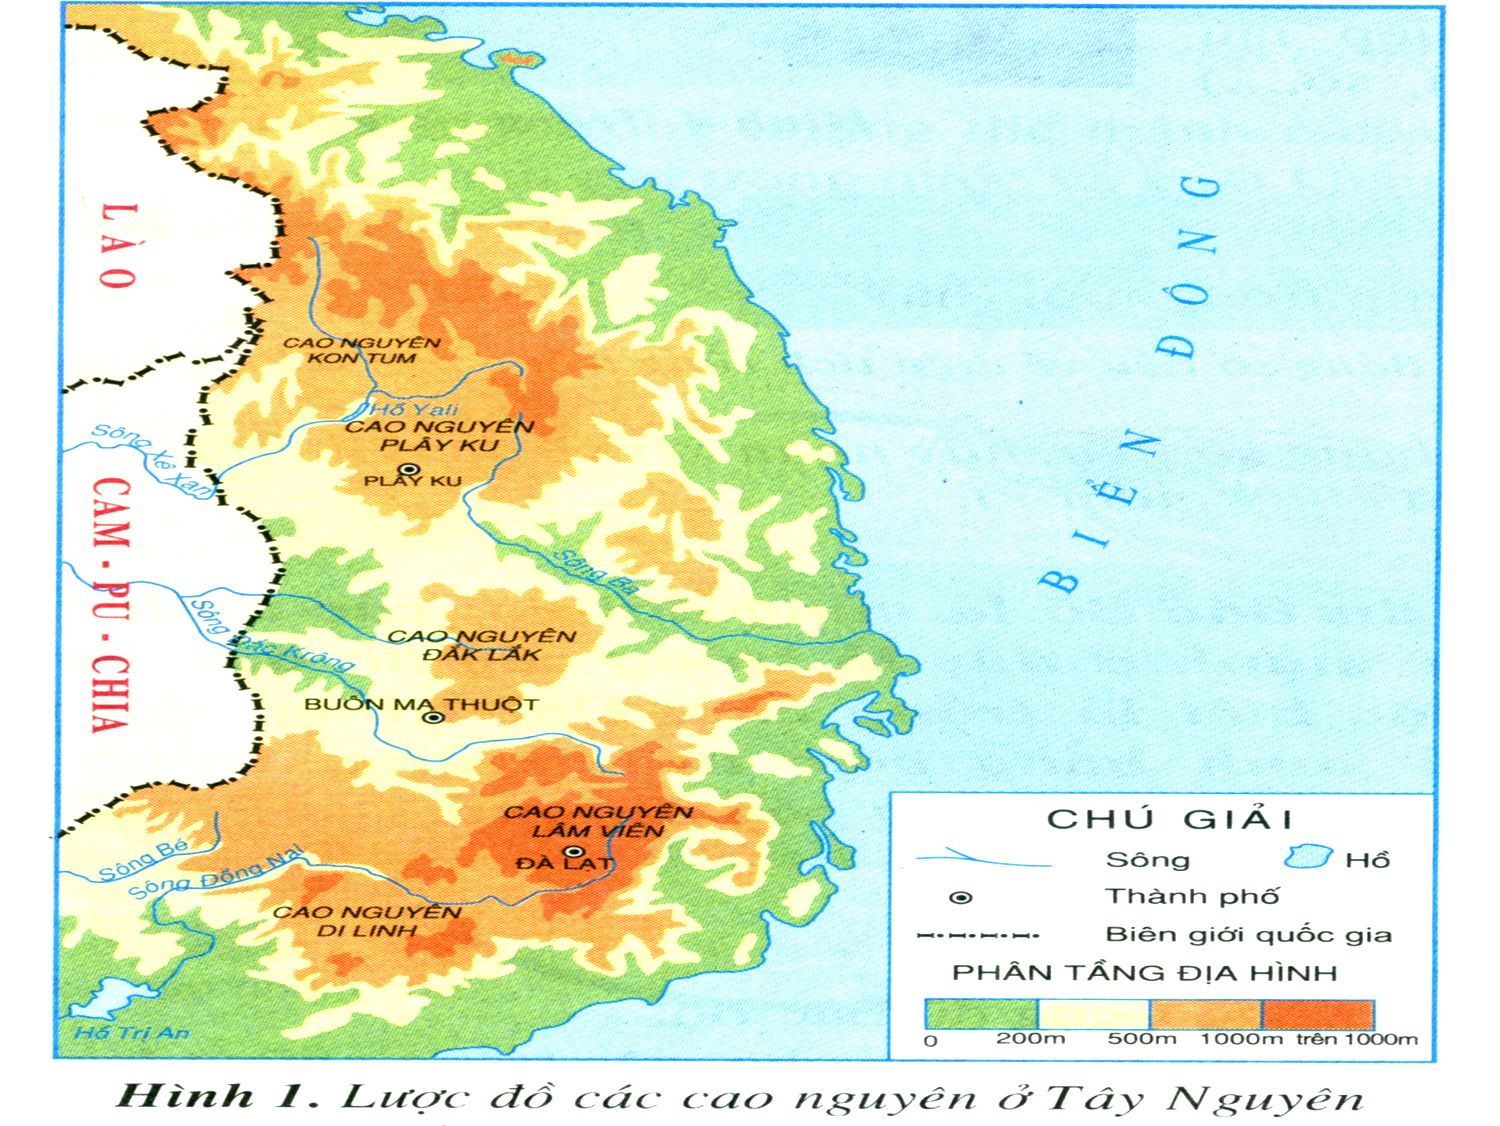 LÀO
CAM-PU-CHIA
BIỂN ĐÔNG
CAO NGUYÊN
KON TUM
Hồ Yali
CAO NGUYÊN
PLÂY KU
PLÂY KU
Sông Xê Xan
Sông Ba
Sông Đắc Krông
CAO NGUYÊN
ĐẮK LẮK
BUÔN MA THUỘT
CAO NGUYÊN
LÂM VIÊN
ĐÀ LẠT
Sông Bé
Sông Đồng Nai
CAO NGUYÊN
DI LINH
Hồ Trị An
CHÚ GIẢI
Sông
Hồ
Thành phố
Biên giới quốc gia
PHÂN TẦNG ĐỊA HÌNH
0 200m 500m 1000m trên 1000m
Hình 1. Lược đồ các cao nguyên ở Tây Nguyên